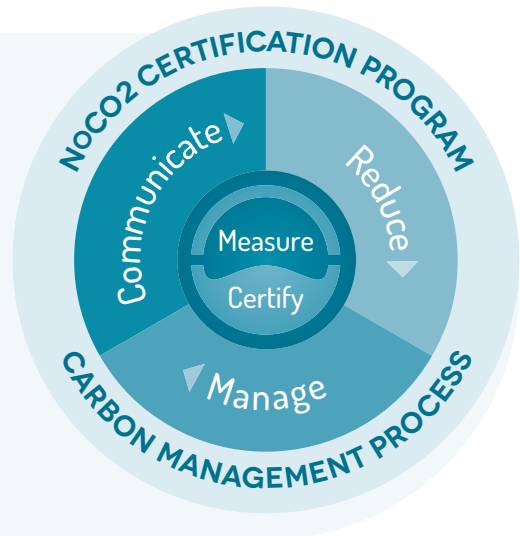 NoCO2 CERTIFICATION PROGRAM
Communicate
Reduce
Measure
Certify
Manage
CARBON MANAGEMENT PROCESS